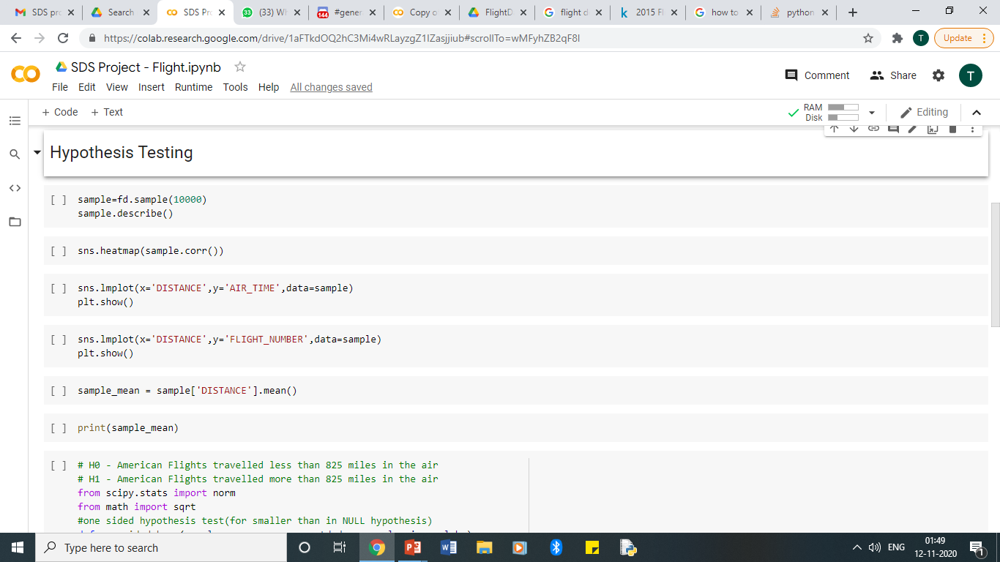 SDS pro
Search
SDS Pro
(33) Wh
#gener
Copy o
FlightD
flight d
2015 Fl
how to
python
https://colab.research.google.com/drive/1aFTkdOQ2hC3Mi4wRLayzgZ1IZasjjiub#scrollTo=wMFyhZB2qF8I
T
Update
CO
SDS Project - Flight.ipynb
File Edit View Insert Runtime Tools Help All changes saved
Comment
Share
T
+ Code + Text
RAM
Disk
Editing
Hypothesis Testing
[ ] sample=fd.sample(10000)
sample.describe()
[ ] sns.heatmap(sample.corr())
[ ] sns.lmplot(x='DISTANCE',y='AIR_TIME',data=sample)
plt.show()
[ ] sns.lmplot(x='DISTANCE',y='FLIGHT_NUMBER',data=sample)
plt.show()
[ ] sample_mean = sample['DISTANCE'].mean()
[ ] print(sample_mean)
[ ] # H0 - American Flights travelled less than 825 miles in the air
# H1 - American Flights travelled more than 825 miles in the air
from scipy.stats import norm
from math import sqrt
#one sided hypothesis test(for smaller than in NULL hypothesis)
Type here to search
ENG
01:49
12-11-2020
1